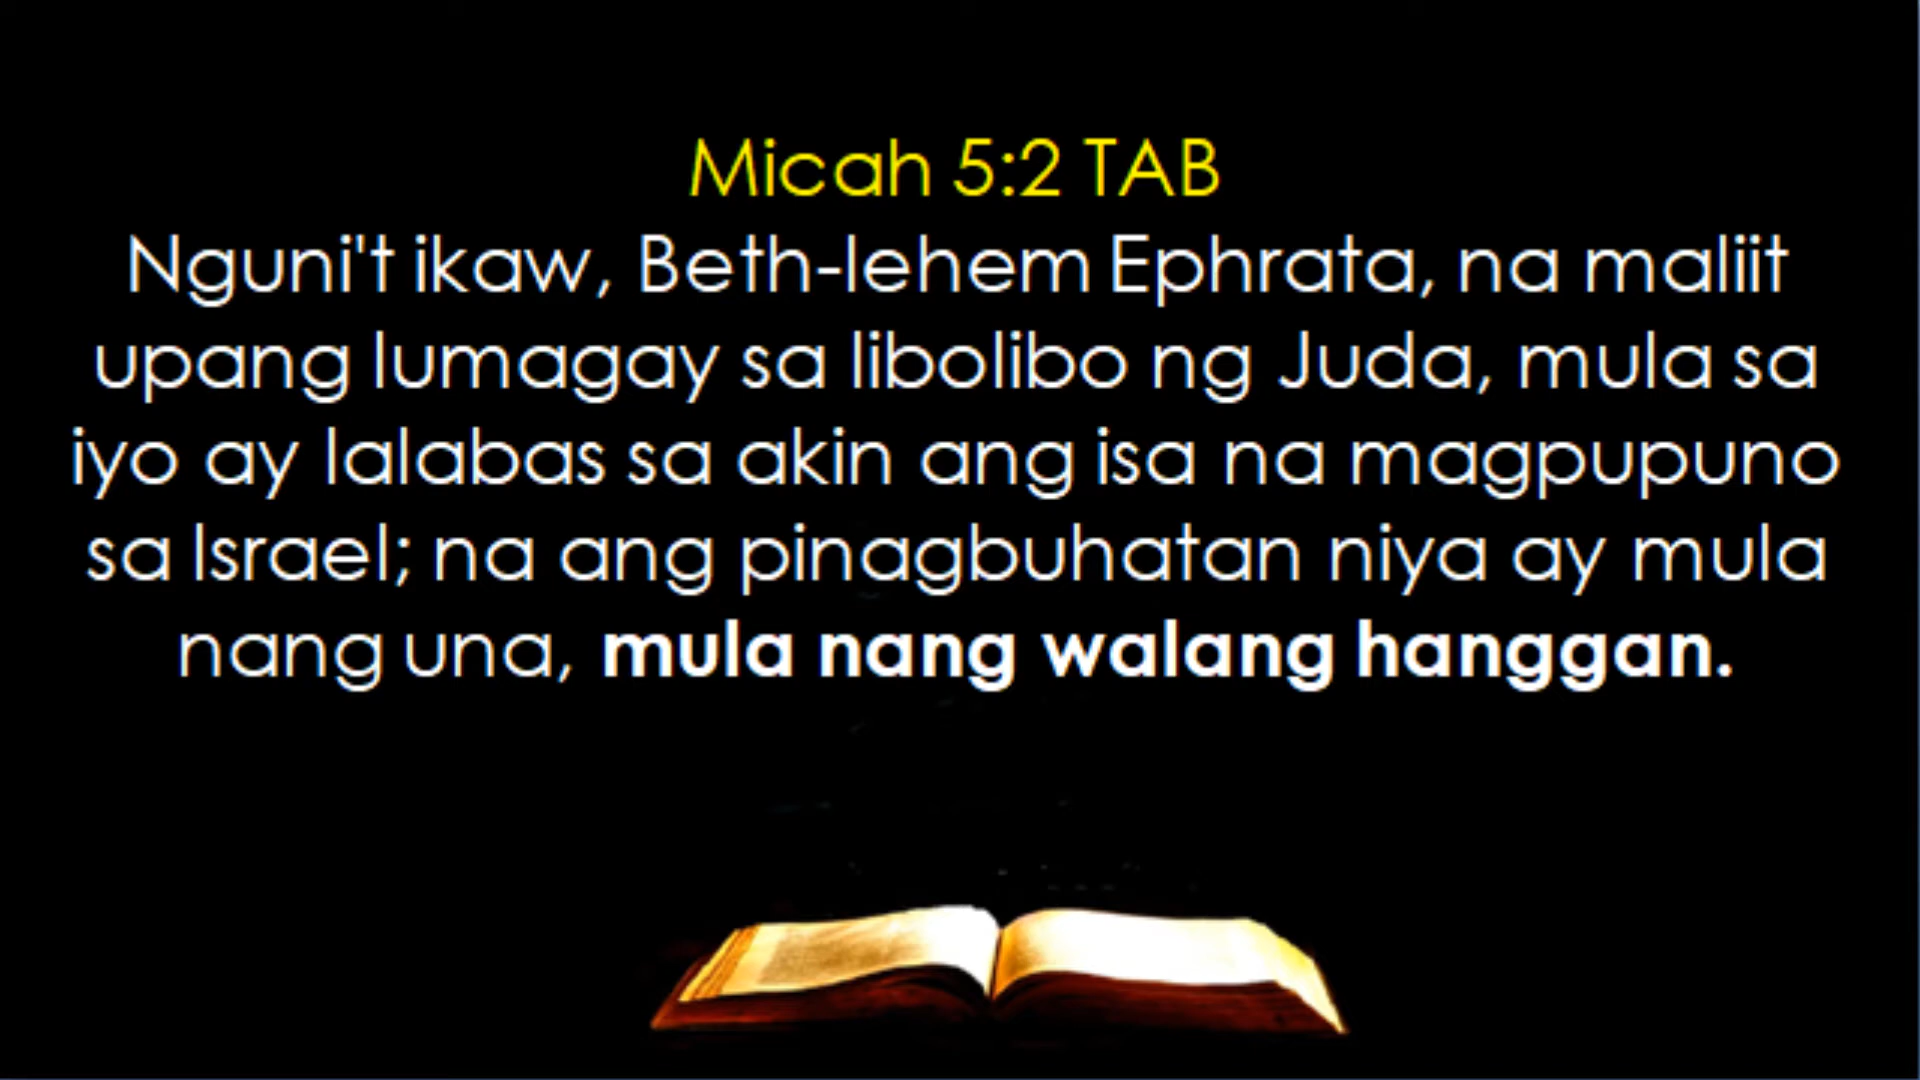 Micah 5:2 TAB
Nguni't ikaw, Beth-lehem Ephrata, na maliit
upang lumagay sa libolibo ng Juda, mula sa
iyo ay lalabas sa akin ang isa na magpupuno
sa Israel; na ang pinagbuhatan niya ay mula
nang una, mula nang walang hanggan.